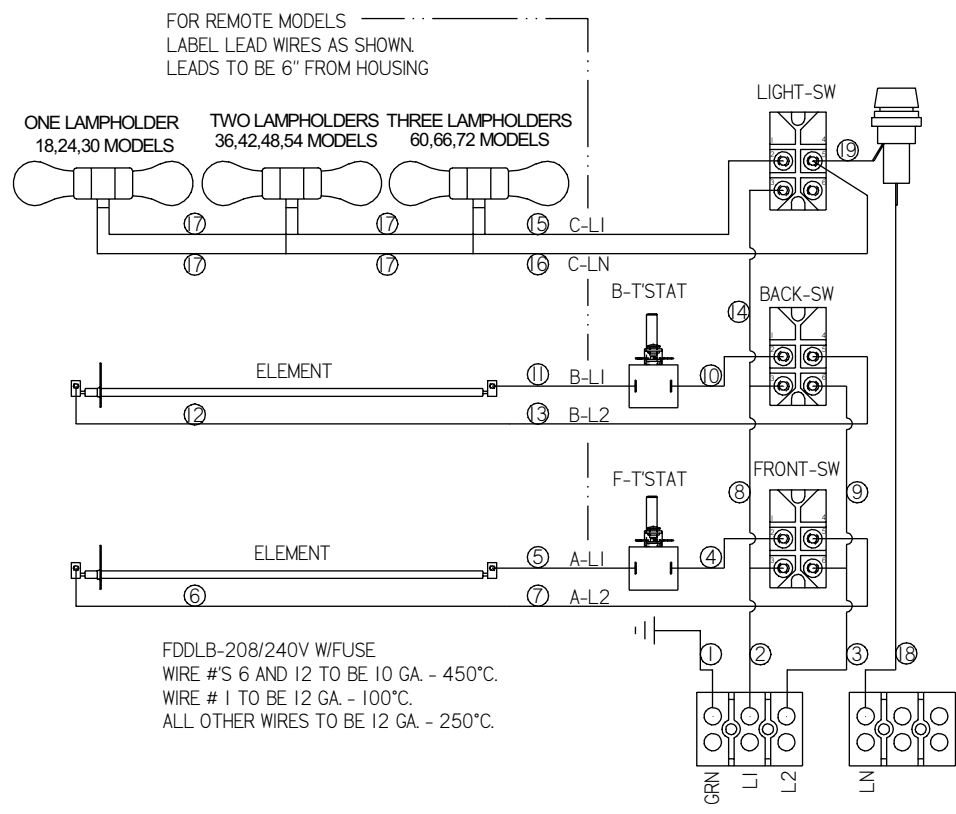 FOR REMOTE MODELS
LABEL LEAD WIRES AS SHOWN.
LEADS TO BE 6" FROM HOUSING
LIGHT-SW
ONE LAMPHOLDER
18,24,30 MODELS
TWO LAMPHOLDERS
36,42,48,54 MODELS
THREE LAMPHOLDERS
60,66,72 MODELS
19
17
17
15 C-L1
17
17
16 C-LN
B-T'STAT
BACK-SW
14
ELEMENT
11 B-L1
10
12
13 B-L2
F-T'STAT
FRONT-SW
8
9
ELEMENT
5 A-L1
4
6
7 A-L2
FDDLB-208/240V W/FUSE
WIRE #'S 6 AND 12 TO BE 10 GA. - 450°C.
WIRE # 1 TO BE 12 GA. - 100°C.
ALL OTHER WIRES TO BE 12 GA. - 250°C.
1
2
3
18
GRN
L1
L2
LN